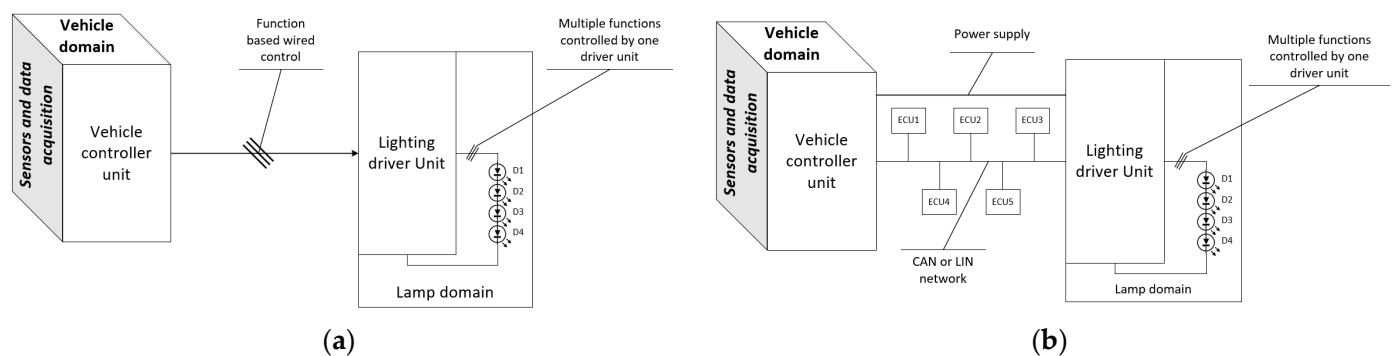 Vehicle
domain
Sensors and data
acquisition
Vehicle
controller
unit
Function
based wired
control
Multiple functions
controlled by one
driver unit
Lighting
driver Unit
D1
D2
D3
D4
Lamp domain
(a)
Vehicle
domain
Sensors and data
acquisition
Vehicle
controller
unit
Power supply
ECU1
ECU2
ECU3
ECU4
ECU5
CAN or LIN
network
Multiple functions
controlled by one
driver unit
Lighting
driver Unit
D1
D2
D3
D4
Lamp domain
(b)